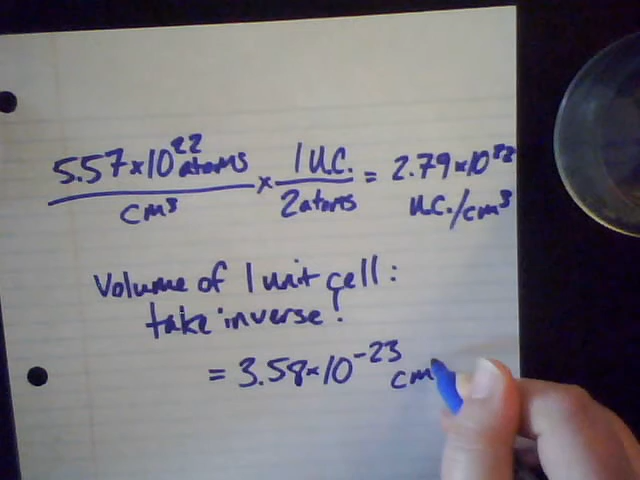 5.57×10²² atoms / cm³ × 1 U.C. / 2 atoms = 2.79×10²² u.c./cm³
Volume of 1 unit cell:
take inverse!
= 3.58×10⁻²³ cm